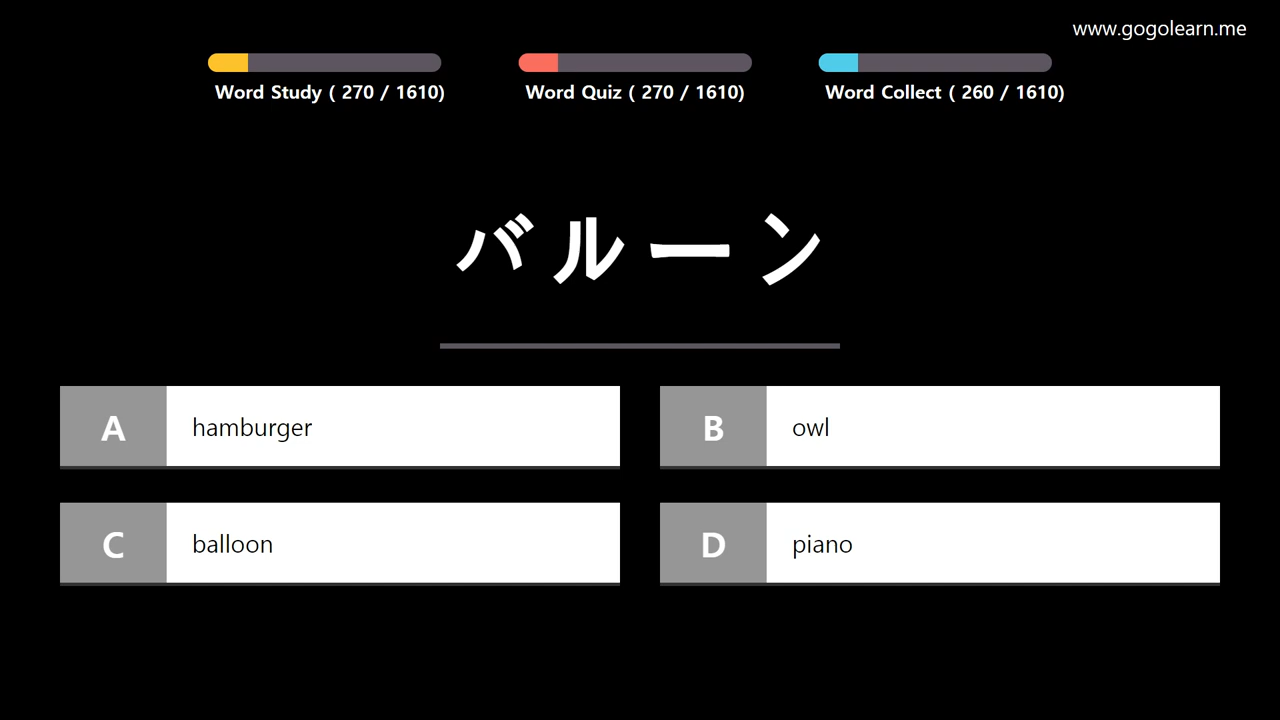 www.gogolearn.me
Word Study ( 270 / 1610)
Word Quiz ( 270 / 1610)
Word Collect ( 260 / 1610)
バルーン
A
hamburger
B
owl
C
balloon
D
piano